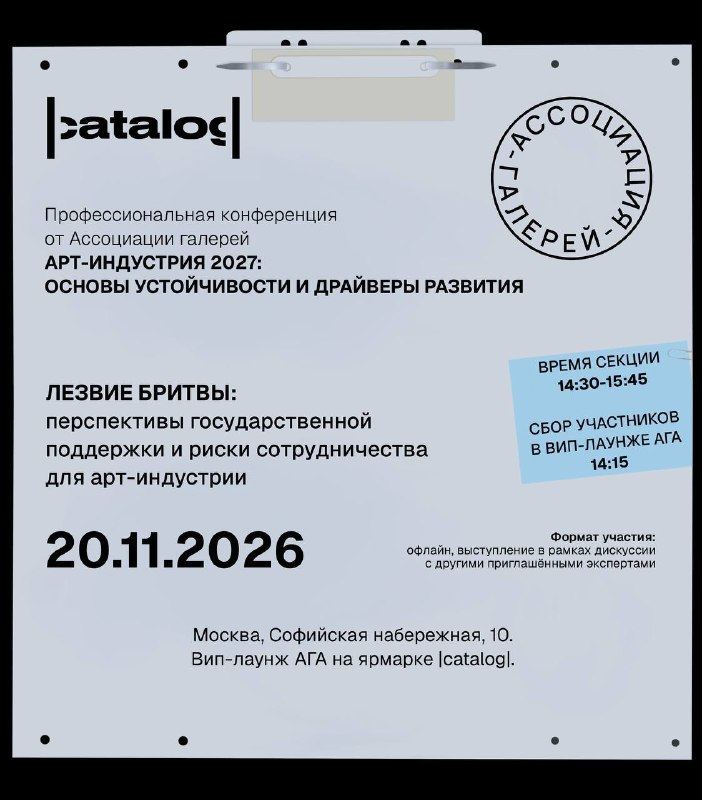 |catalog|
АССОЦИАЦИЯ-ГАЛЕРЕЙ-
Профессиональная конференция
от Ассоциации галерей
АРТ-ИНДУСТРИЯ 2027:
ОСНОВЫ УСТОЙЧИВОСТИ И ДРАЙВЕРЫ РАЗВИТИЯ
ВРЕМЯ СЕКЦИИ
14:30-15:45
СБОР УЧАСТНИКОВ
В ВИП-ЛАУНЖЕ АГА
14:15
ЛЕЗВИЕ БРИТВЫ:
перспективы государственной
поддержки и риски сотрудничества
для арт-индустрии
20.11.2026
Формат участия:
офлайн, выступление в рамках дискуссии
с другими приглашёнными экспертами
Москва, Софийская набережная, 10.
Вип-лаунж АГА на ярмарке |catalog|.